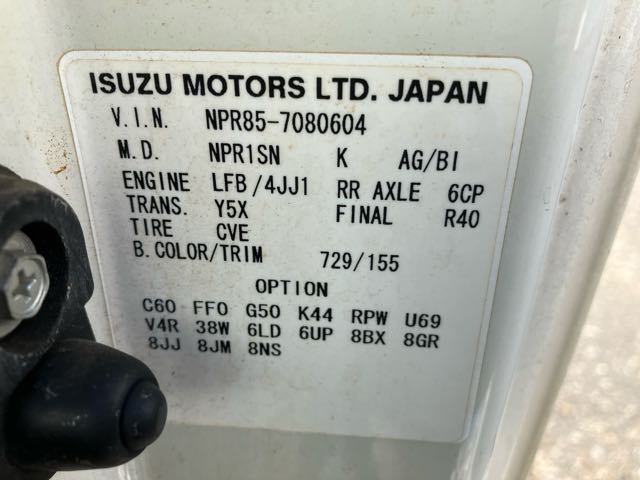 ISUZU MOTORS LTD. JAPAN
V.I.N. NPR85-7080604
M.D. NPR1SN K AG/BI
ENGINE LFB/4JJ1 RR AXLE 6CP
TRANS. Y5X FINAL R40
TIRE CVE
B.COLOR/TRIM 729/155
OPTION
C60 FF0 G50 K44 RPW U69
V4R 38W 6LD 6UP 8BX 8GR
8JJ 8JM 8NS